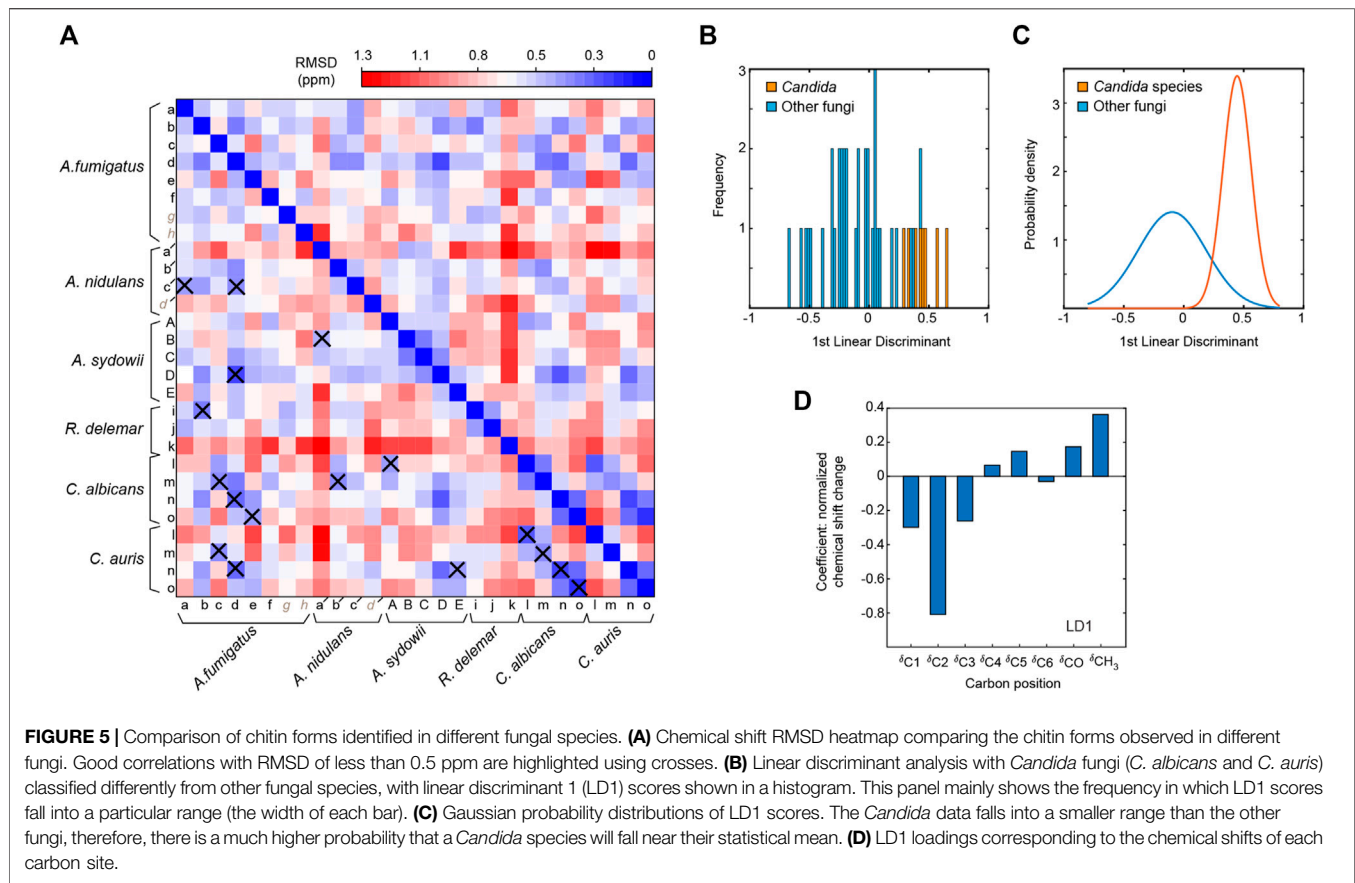 A
RMSD
(ppm)
1.3 1.1 0.8 0.6 0.3 0
A.fumigatus
a
b
c
d
e
f
g
h
A. nidulans
a´
b´
c´
d´
A. sydowii
A
B
C
D
E
R. delemar
i
j
k
C. albicans
l
m
n
o
C. auris
l
m
n
o
a b c d e f g h a´ b´ c´ d´ A B C D E i j k l m n o l m n o
A.fumigatus
A. nidulans
A. sydowii
R. delemar
C. albicans
C. auris
B
Candida
Other fungi
Frequency
3
2
1
-1 -0.5 0 0.5 1
1st Linear Discriminant
C
Candida species
Other fungi
Probability density
3
2
1
-1 -0.5 0 0.5 1
1st Linear Discriminant
D
Coefficient: normalized
chemical shift change
0.4
0.2
0
-0.2
-0.4
-0.6
-0.8
LD1
δC1 δC2 δC3 δC4 δC5 δC6 δCO δCH3
Carbon position
FIGURE 5 | Comparison of chitin forms identified in different fungal species. (A) Chemical shift RMSD heatmap comparing the chitin forms observed in different
fungi. Good correlations with RMSD of less than 0.5 ppm are highlighted using crosses. (B) Linear discriminant analysis with Candida fungi (C. albicans and C. auris)
classified differently from other fungal species, with linear discriminant 1 (LD1) scores shown in a histogram. This panel mainly shows the frequency in which LD1 scores
fall into a particular range (the width of each bar). (C) Gaussian probability distributions of LD1 scores. The Candida data falls into a smaller range than the other
fungi, therefore, there is a much higher probability that a Candida species will fall near their statistical mean. (D) LD1 loadings corresponding to the chemical shifts of each
carbon site.